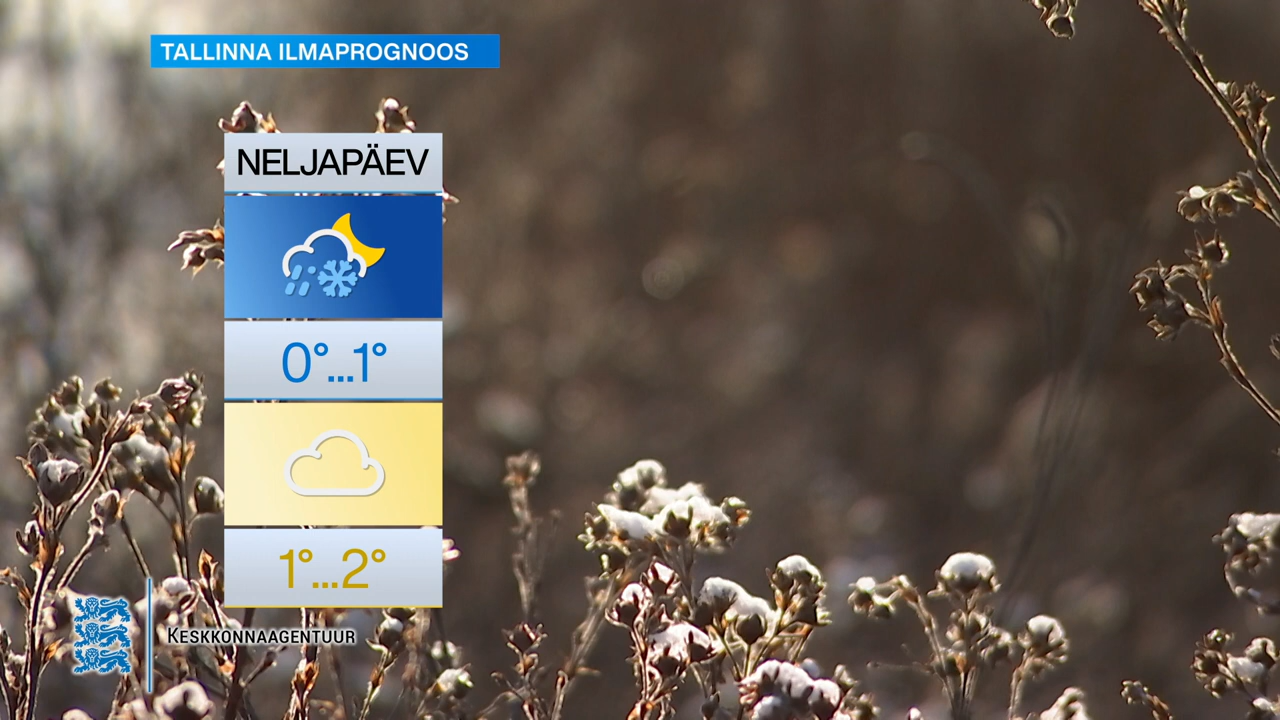 TALLINNA ILMAPROGNOOS
NELJAPÄEV
0°...1°
1°...2°
KESKKONNAAGENTUUR